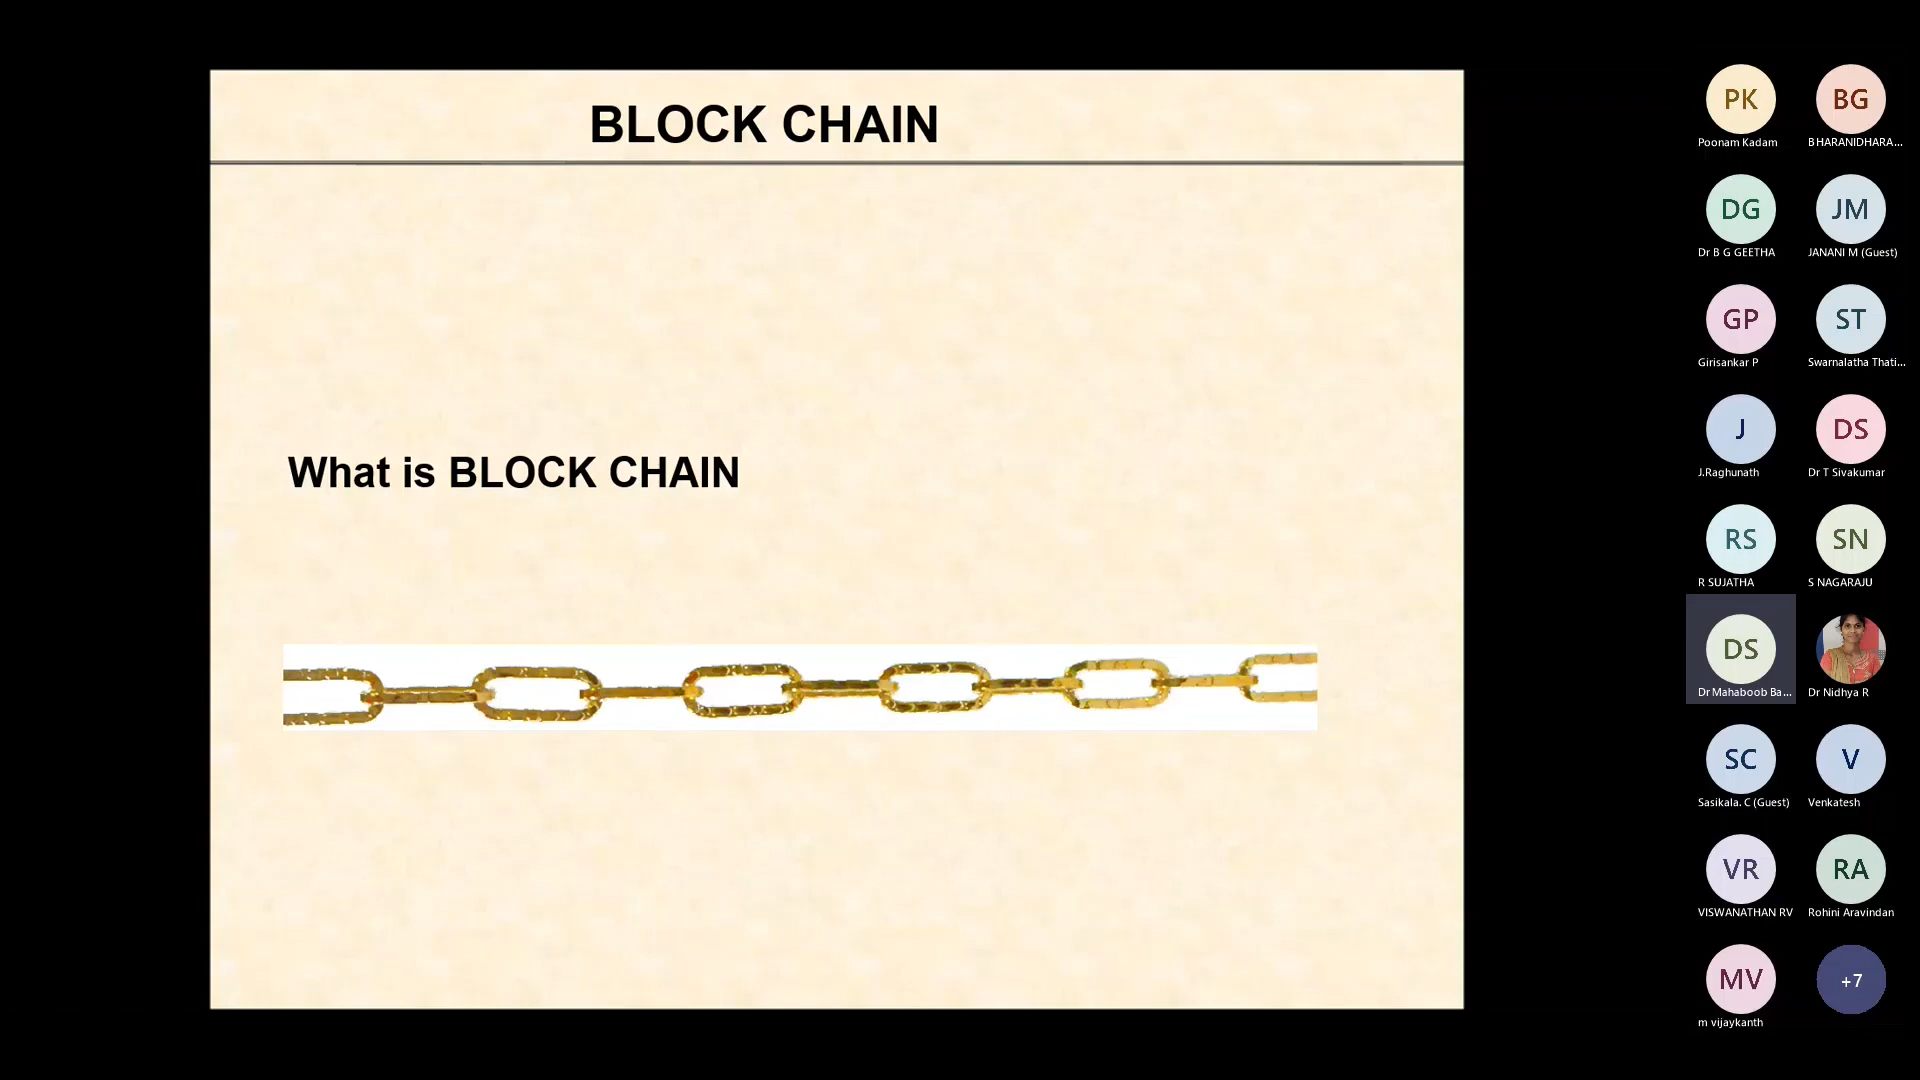 BLOCK CHAIN
What is BLOCK CHAIN
PK
BG
Poonam Kadam
BHARANIDHARA...
DG
JM
Dr B G GEETHA
JANANI M (Guest)
GP
ST
Girisankar P
Swarnalatha Thati...
J
DS
J.Raghunath
Dr T Sivakumar
RS
SN
R SUJATHA
S NAGARAJU
DS
Dr Mahaboob Ba...
Dr Nidhya R
SC
V
Sasikala. C (Guest)
Venkatesh
VR
RA
VISWANATHAN RV
Rohini Aravindan
MV
+7
m vijaykanth